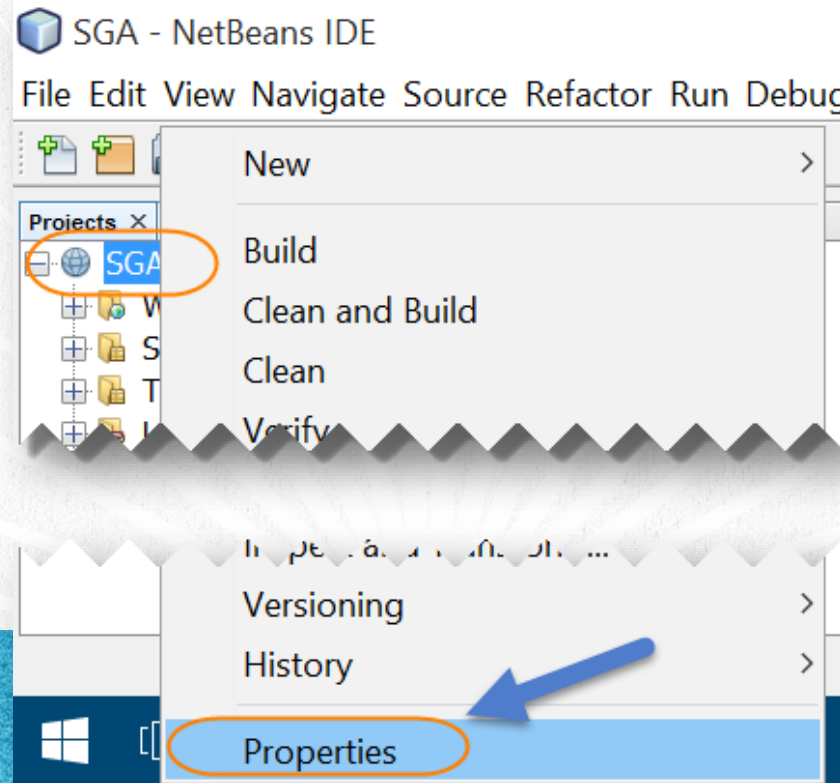 SGA - NetBeans IDE
File Edit View Navigate Source Refactor Run Debug
New
Projects
SGA
Build
W
Clean and Build
S
Clean
T
Verify
Versioning
History
Properties